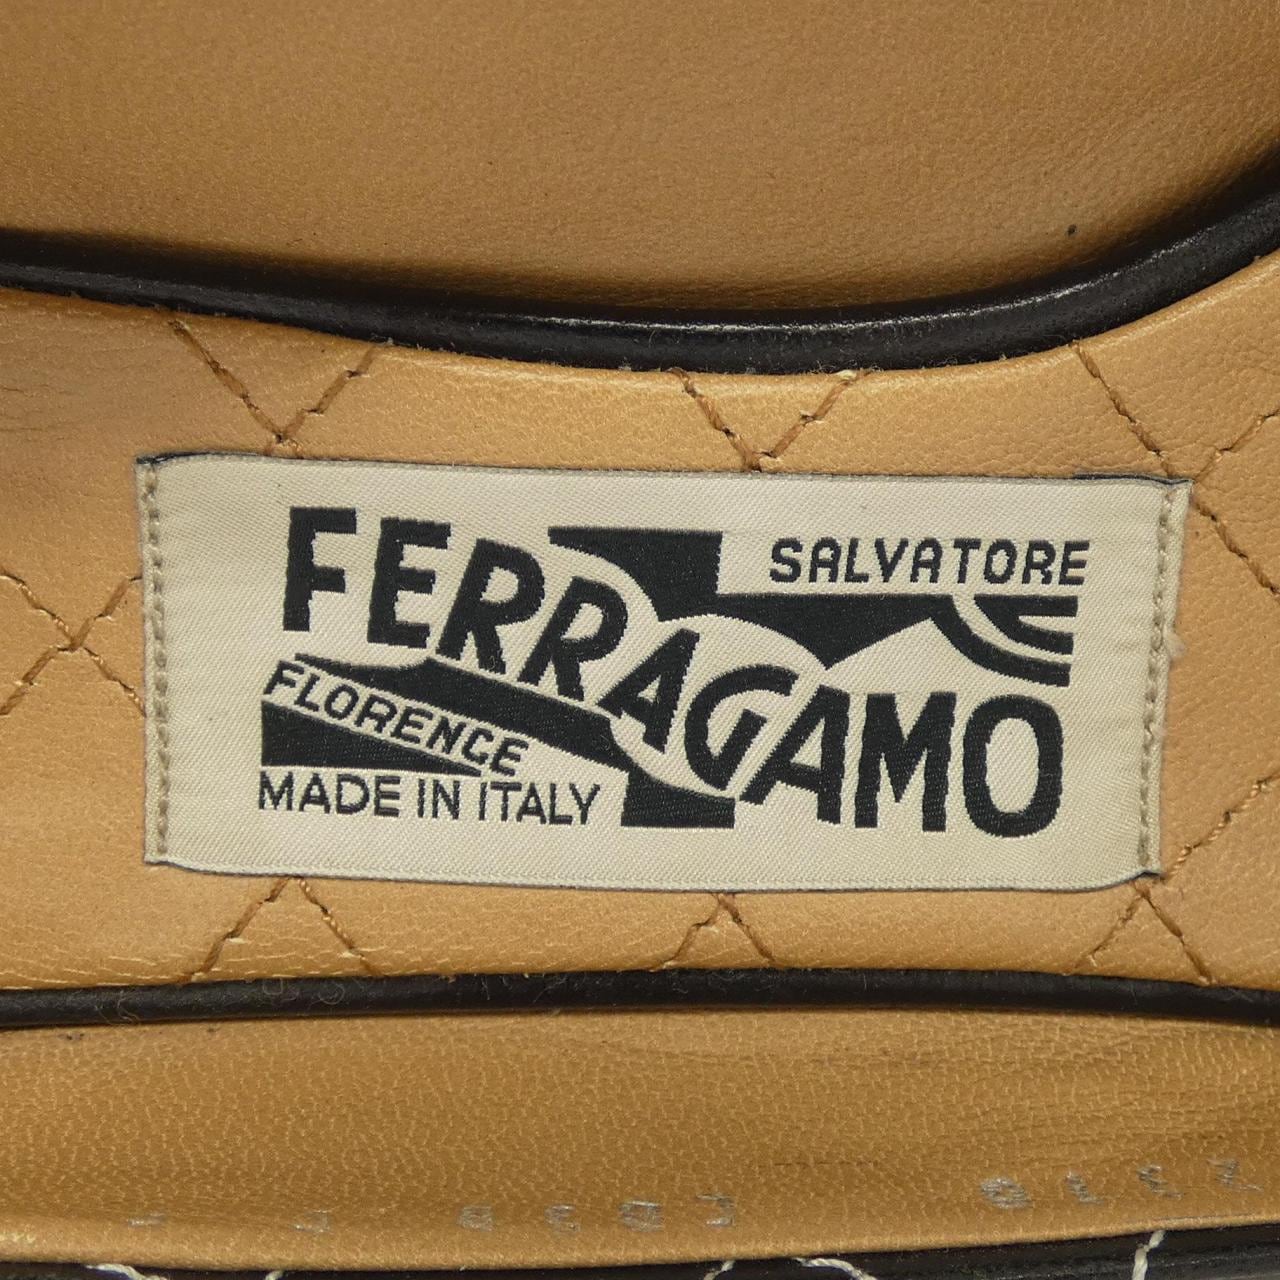 SALVATORE
FERRAGAMO
FLORENCE
MADE IN ITALY